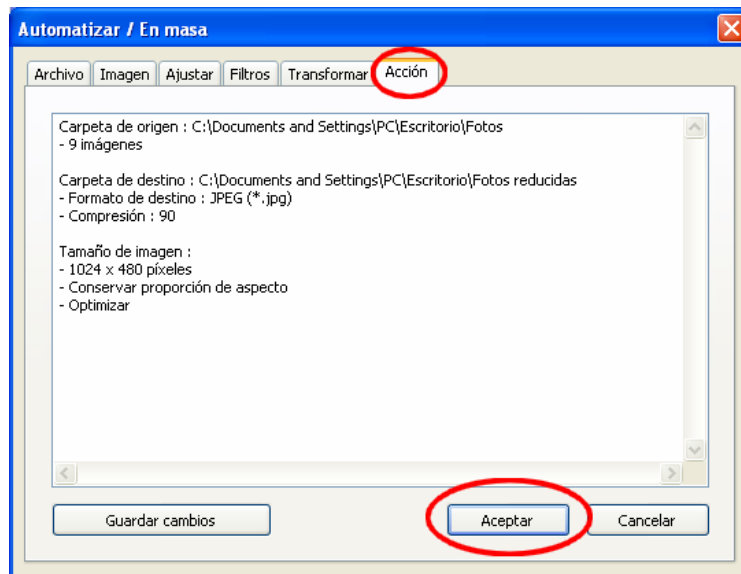 Automatizar / En masa
Archivo Imagen Ajustar Filtros Transformar Acción
Carpeta de origen : C:\Documents and Settings\PC\Escritorio\Fotos
- 9 imágenes
Carpeta de destino : C:\Documents and Settings\PC\Escritorio\Fotos reducidas
- Formato de destino : JPEG (*.jpg)
- Compresión : 90
Tamaño de imagen :
- 1024 x 480 píxeles
- Conservar proporción de aspecto
- Optimizar
Guardar cambios Aceptar Cancelar